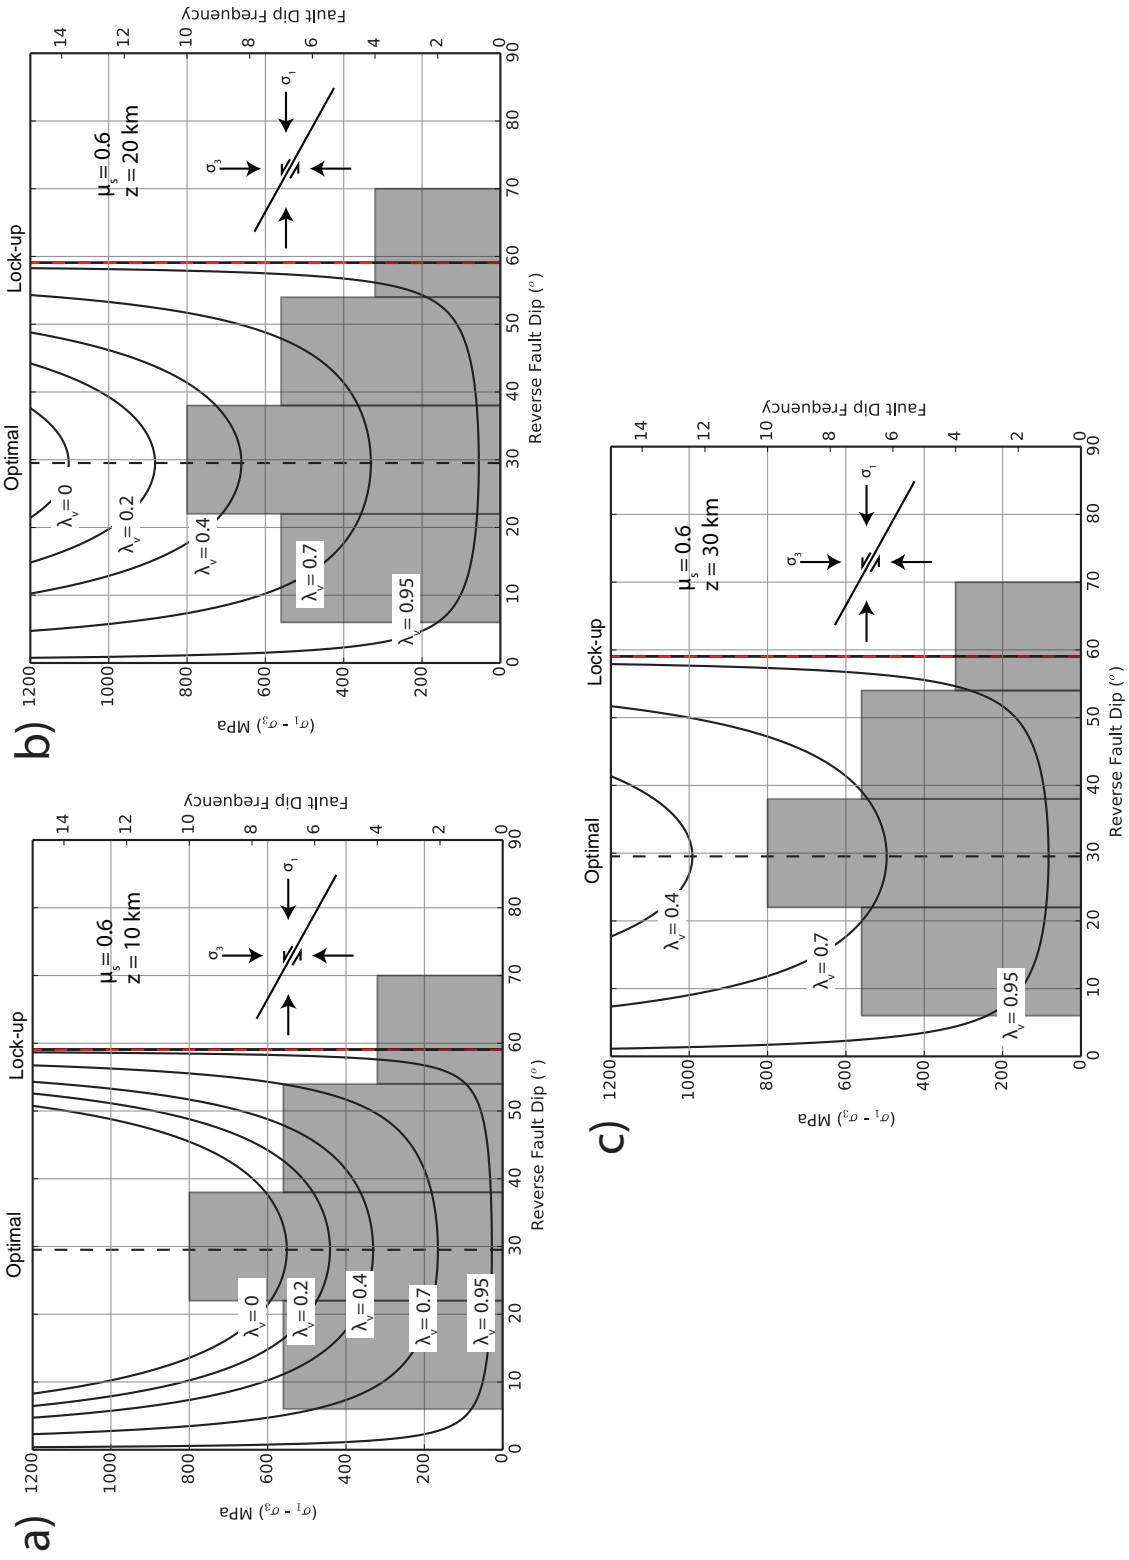 a)
Optimal
Lock-up
μs = 0.6
z = 10 km
σ3
σ1
λv = 0
λv = 0.2
λv = 0.4
λv = 0.7
λv = 0.95
1200
1000
800
600
400
200
0
(σ1 - σ3) MPa
14
12
10
8
6
4
2
0
Fault Dip Frequency
0 10 20 30 40 50 60 70 80 90
Reverse Fault Dip (°)
b)
Optimal
Lock-up
μs = 0.6
z = 20 km
σ3
σ1
λv = 0
λv = 0.2
λv = 0.4
λv = 0.7
λv = 0.95
1200
1000
800
600
400
200
(σ1 - σ3) MPa
14
12
10
8
6
4
2
0
Fault Dip Frequency
0 10 20 30 40 50 60 70 80 90
Reverse Fault Dip (°)
c)
Optimal
Lock-up
μs = 0.6
z = 30 km
σ3
σ1
λv = 0.4
λv = 0.7
λv = 0.95
1200
1000
800
600
400
200
0
(σ1 - σ3) MPa
14
12
10
8
6
4
2
0
Fault Dip Frequency
0 10 20 30 40 50 60 70 80 90
Reverse Fault Dip (°)